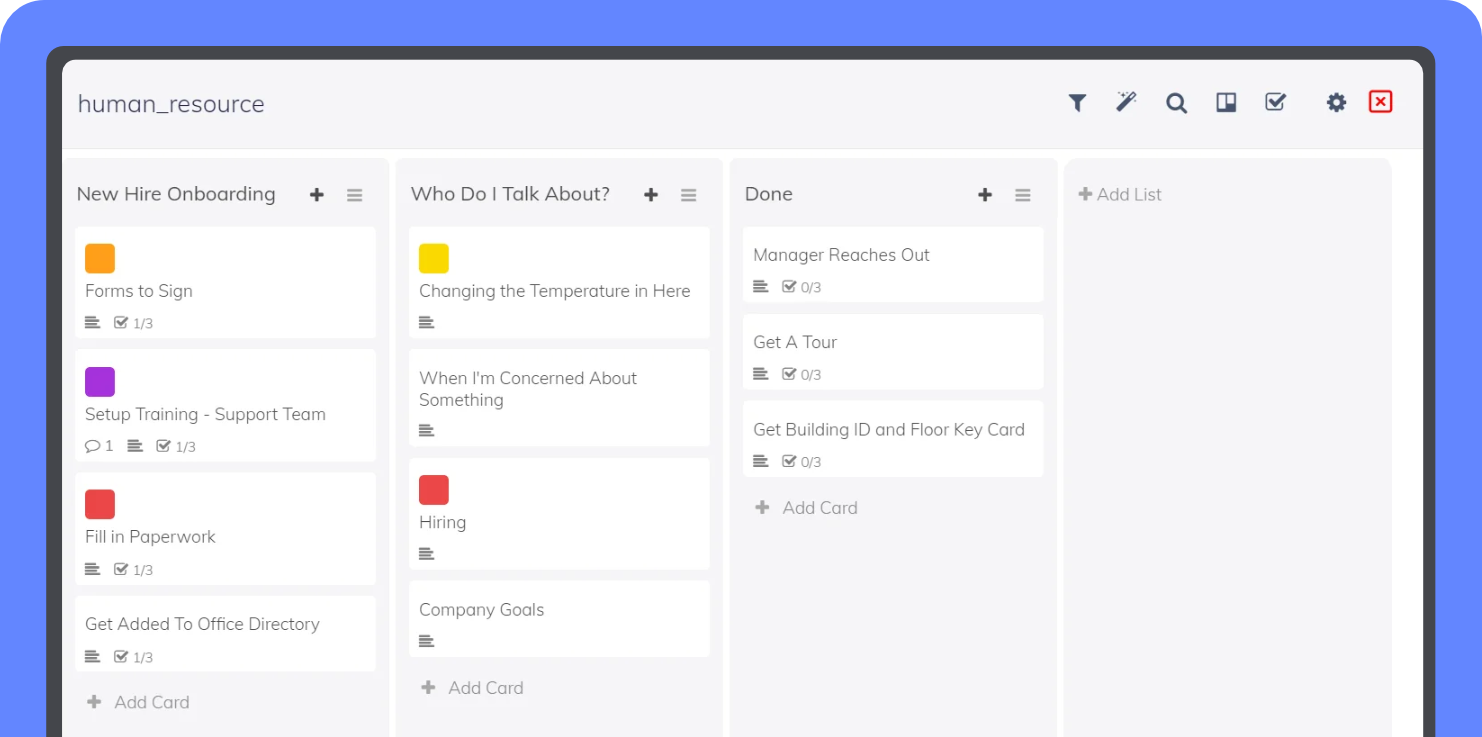 human_resource
New Hire Onboarding
Forms to Sign
1/3
Setup Training - Support Team
1
1/3
Fill in Paperwork
1/3
Get Added To Office Directory
1/3
Add Card
Who Do I Talk About?
Changing the Temperature in Here
When I'm Concerned About
Something
Hiring
Company Goals
Add Card
Done
Manager Reaches Out
0/3
Get A Tour
0/3
Get Building ID and Floor Key Card
0/3
Add Card
Add List